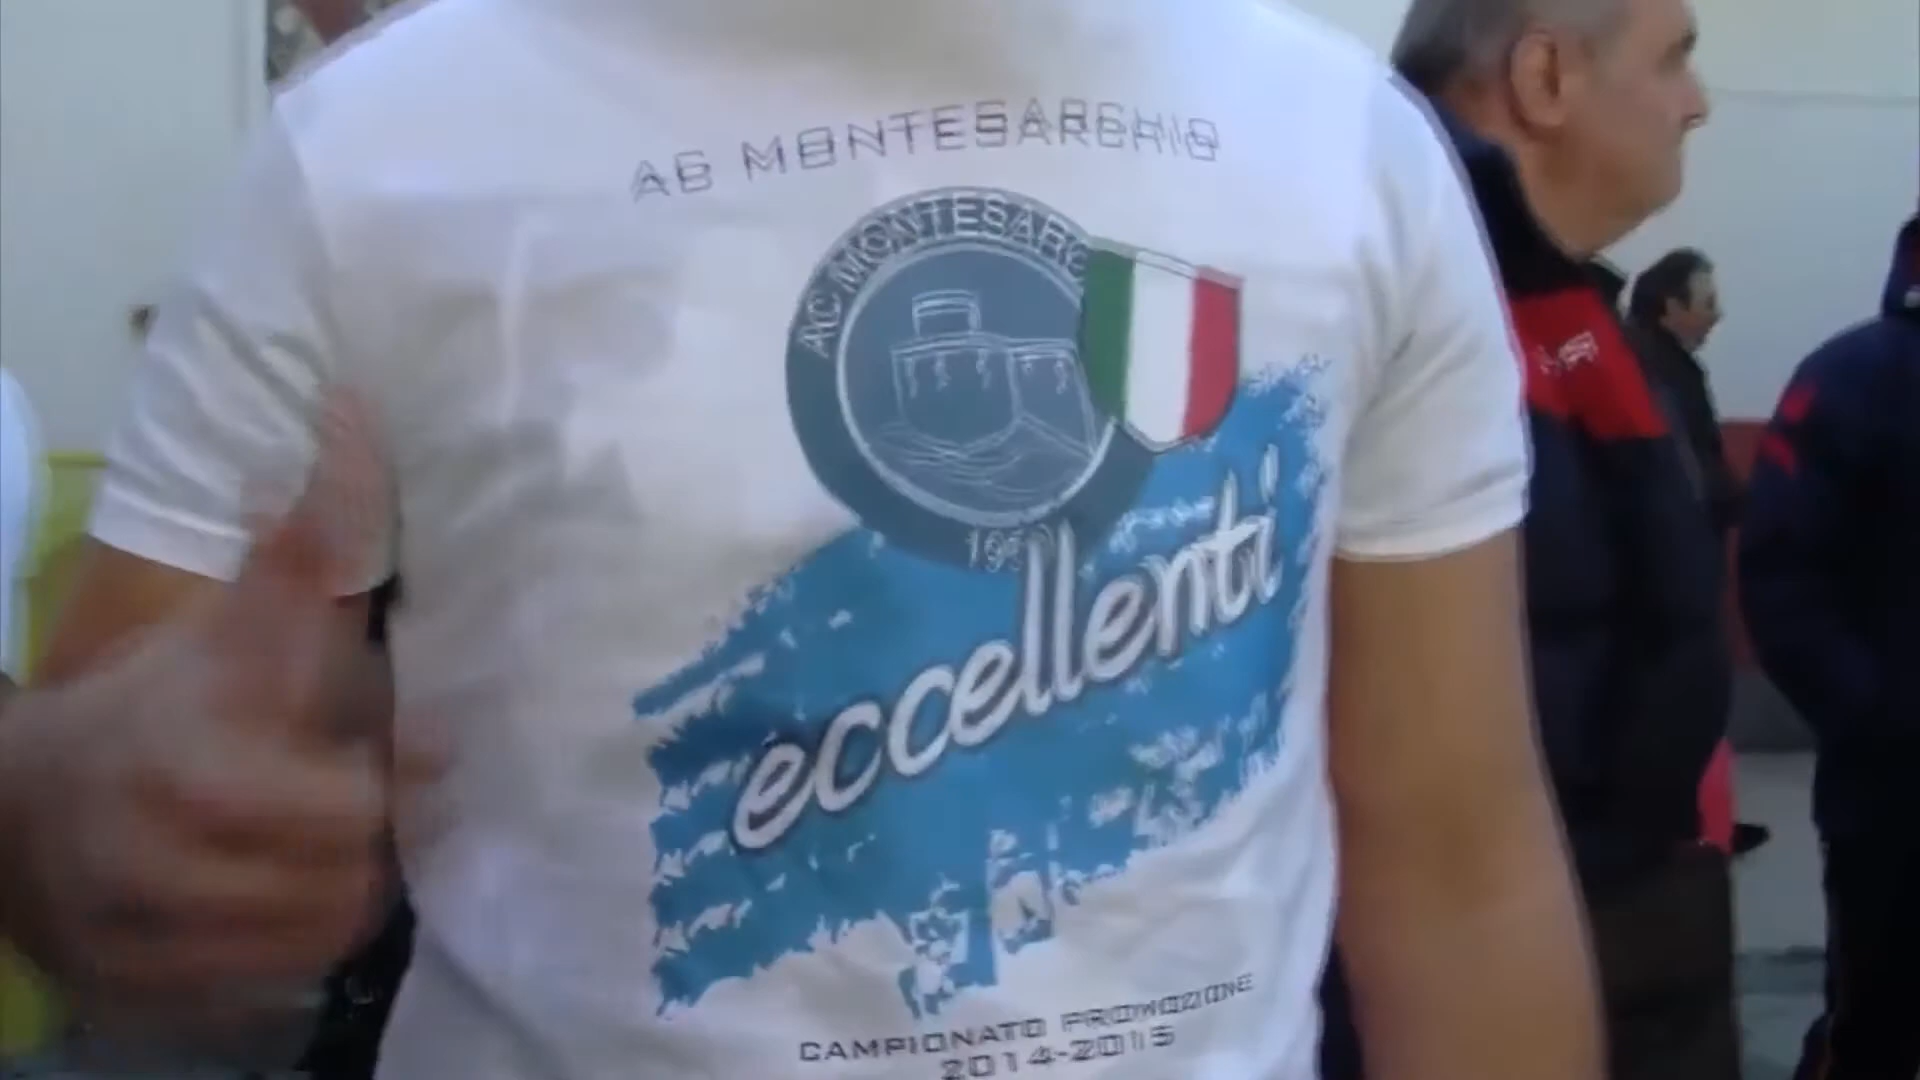 AC MONTESARCHIO
AC MONTESARC
eccellenti
CAMPIONATO PROMOZIONE
2014-2015